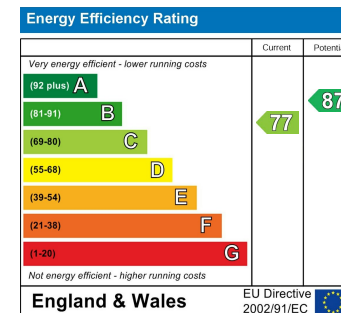 Energy Efficiency Rating
Current Potentia
Very energy efficient - lower running costs
(92 plus) A
(81-91) B
87
(69-80) C
77
(55-68) D
(39-54) E
(21-38) F
(1-20) G
Not energy efficient - higher running costs
England & Wales
EU Directive
2002/91/EC